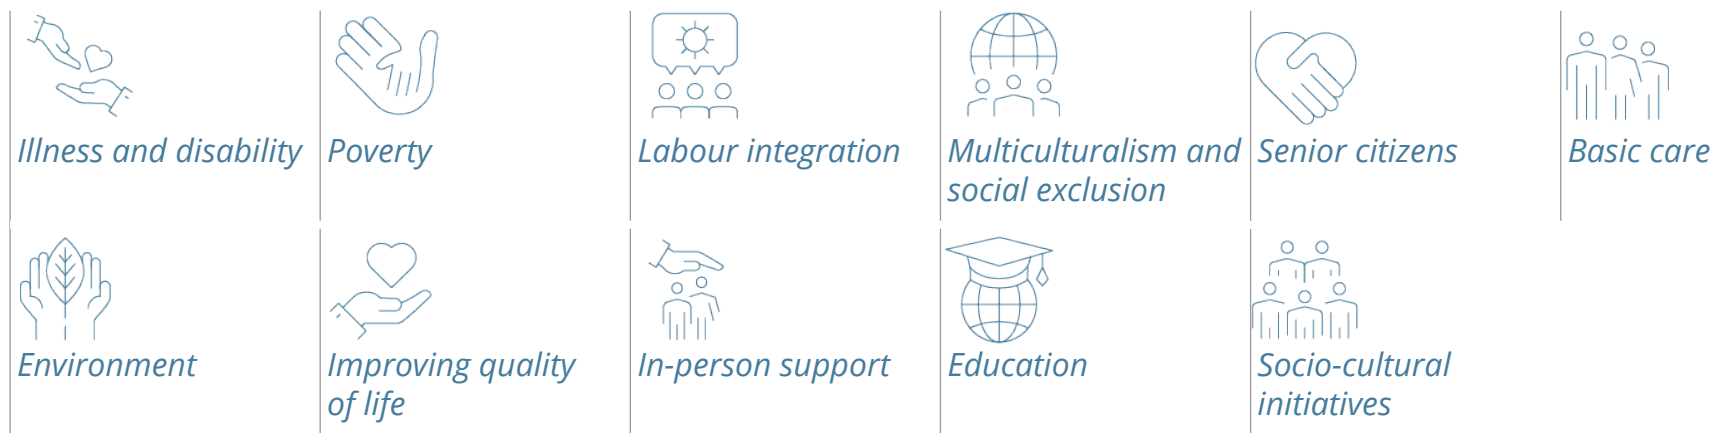 Illness and disability
Poverty
Labour integration
Multiculturalism and
social exclusion
Senior citizens
Basic care
Environment
Improving quality
of life
In-person support
Education
Socio-cultural
initiatives